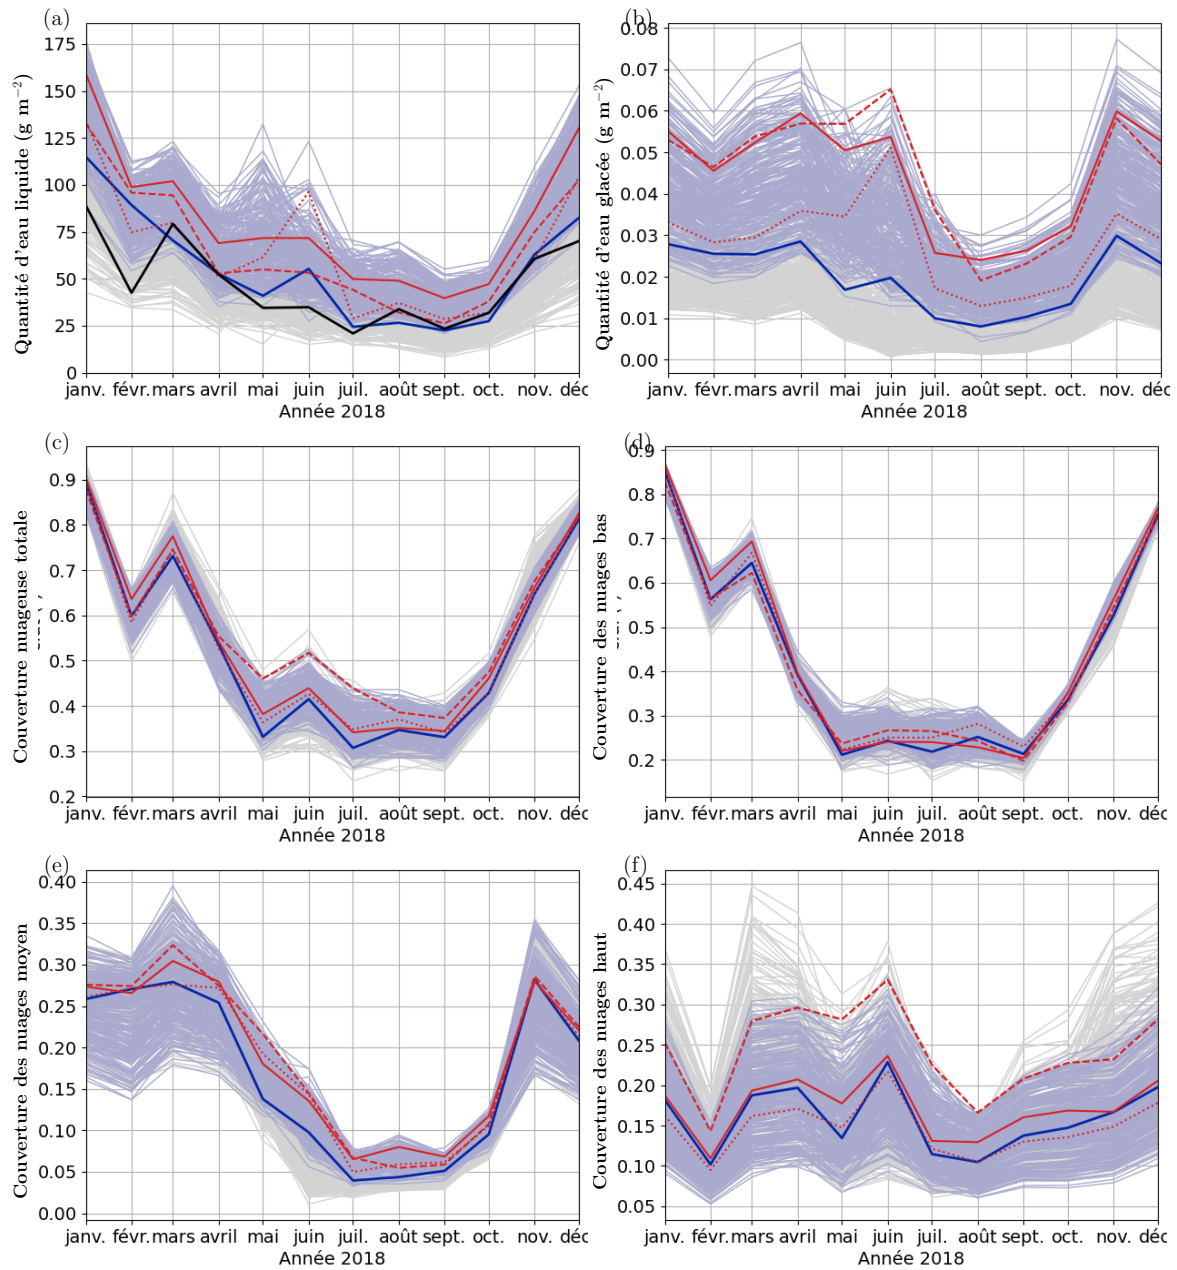 (a)
Quantité d'eau liquide (g m⁻²)
175
150
125
100
75
50
25
0
janv. févr. mars avril mai juin juil. août sept. oct. nov. déc
Année 2018
(b)
Quantité d'eau glacée (g m⁻²)
0.08
0.07
0.06
0.05
0.04
0.03
0.02
0.01
0.00
janv. févr. mars avril mai juin juil. août sept. oct. nov. déc
Année 2018
(c)
Couverture nuageuse totale
0.9
0.8
0.7
0.6
0.5
0.4
0.3
0.2
janv. févr. mars avril mai juin juil. août sept. oct. nov. déc
Année 2018
(d)
Couverture des nuages bas
0.9
0.8
0.7
0.6
0.5
0.4
0.3
0.2
janv. févr. mars avril mai juin juil. août sept. oct. nov. déc
Année 2018
(e)
Couverture des nuages moyen
0.40
0.35
0.30
0.25
0.20
0.15
0.10
0.05
0.00
janv. févr. mars avril mai juin juil. août sept. oct. nov. déc
Année 2018
(f)
Couverture des nuages haut
0.45
0.40
0.35
0.30
0.25
0.20
0.15
0.10
0.05
janv. févr. mars avril mai juin juil. août sept. oct. nov. déc
Année 2018